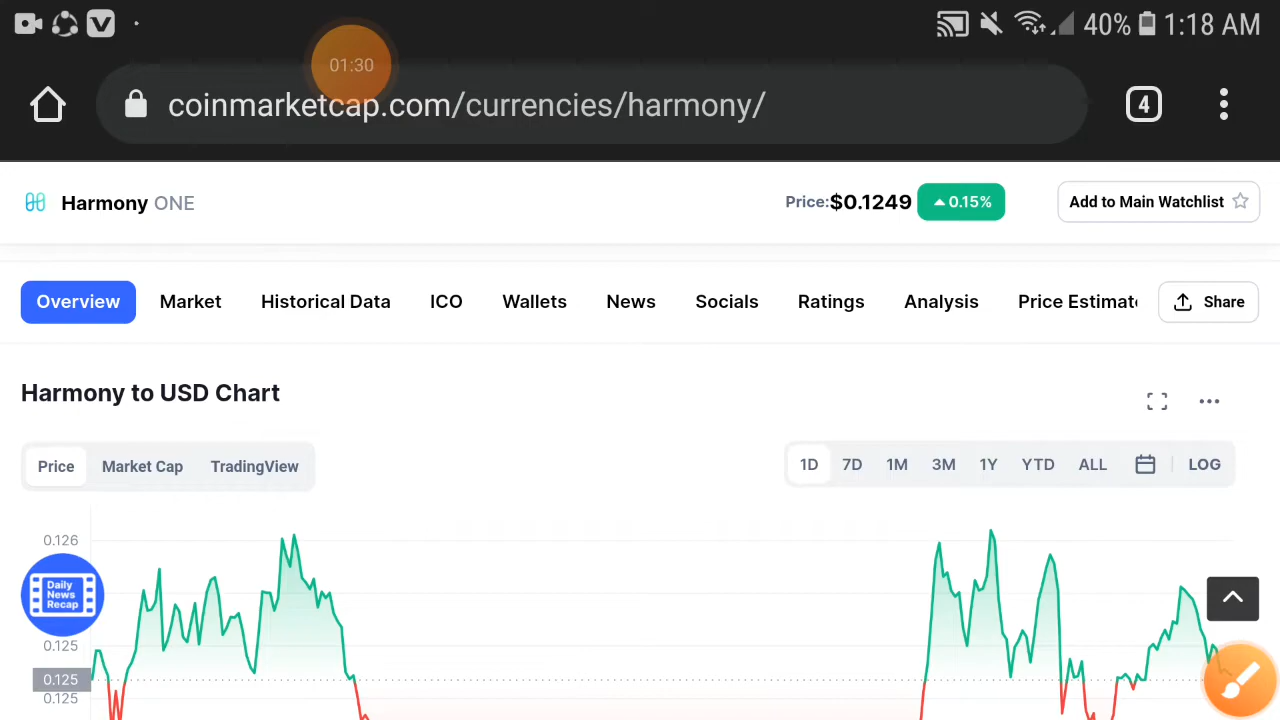 40% 1:18 AM
01:30
coinmarketcap.com/currencies/harmony/
4
Harmony ONE
Price:$0.1249 0.15%
Add to Main Watchlist
Overview Market Historical Data ICO Wallets News Socials Ratings Analysis Price Estimat Share
Harmony to USD Chart
Price Market Cap TradingView
1D 7D 1M 3M 1Y YTD ALL LOG
0.126
Daily
News
Recap
0.125
0.125
0.125